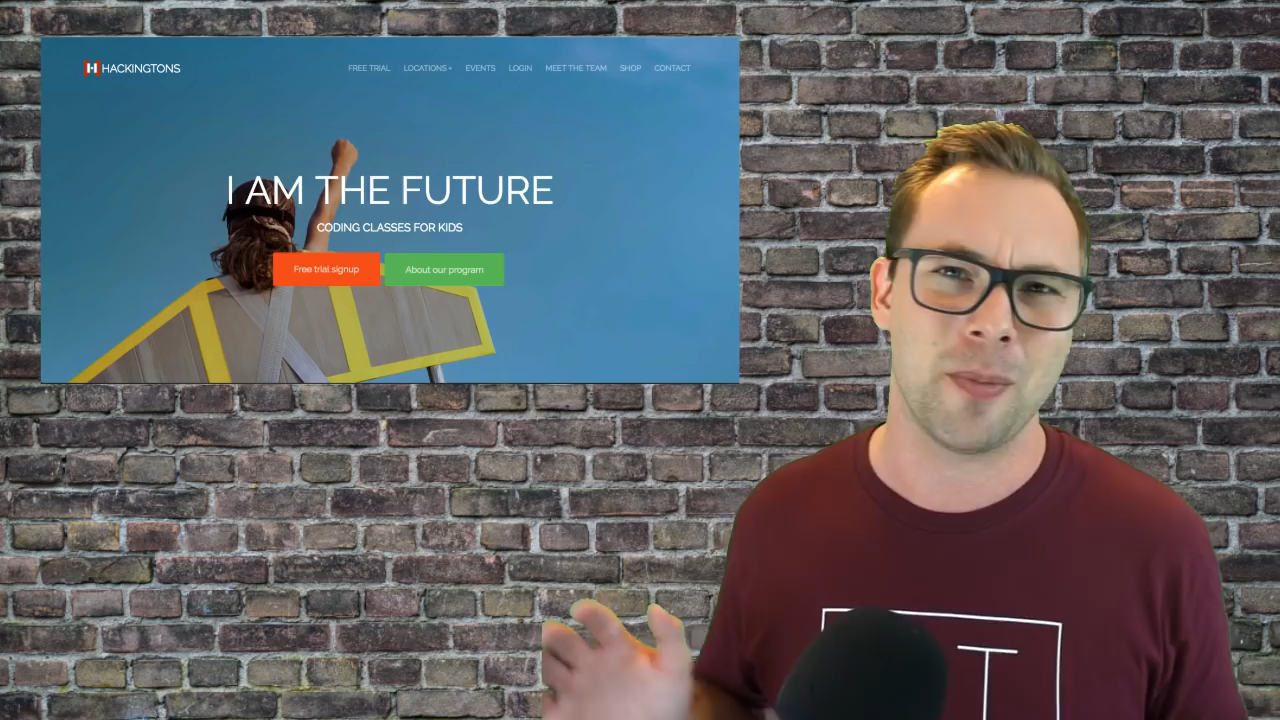 H HACKINGTONS
FREE TRIAL LOCATIONS EVENTS LOGIN MEET THE TEAM SHOP CONTACT
I AM THE FUTURE
CODING CLASSES FOR KIDS
Free trial signup About our program
T